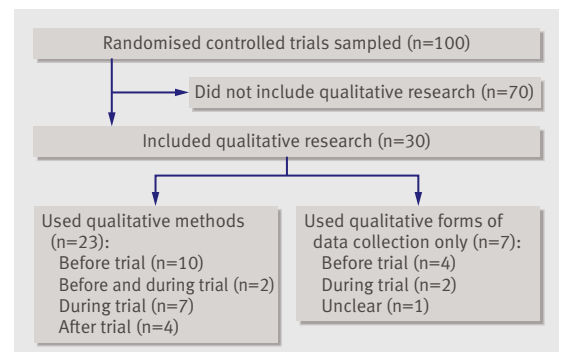 Randomised controlled trials sampled (n=100)
Did not include qualitative research (n=70)
Included qualitative research (n=30)
Used qualitative methods
(n=23):
Before trial (n=10)
Before and during trial (n=2)
During trial (n=7)
After trial (n=4)
Used qualitative forms of
data collection only (n=7):
Before trial (n=4)
During trial (n=2)
Unclear (n=1)